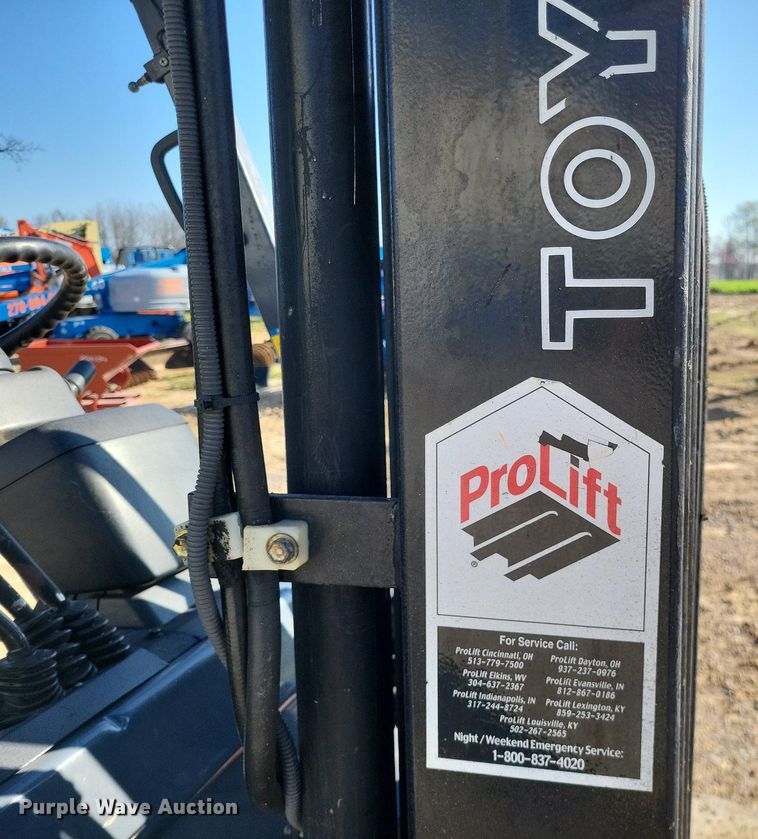 TOY
ProLift
®
For Service Call:
ProLift Cincinnati, OH
513-779-7500
ProLift Dayton, OH
937-237-0976
ProLift Elkins, WV
304-637-2367
ProLift Evansville, IN
812-867-0186
ProLift Indianapolis, IN
317-244-8724
ProLift Lexington, KY
859-253-3424
ProLift Louisville, KY
502-267-2565
Night / Weekend Emergency Service:
1-800-837-4020
Purple Wave Auction